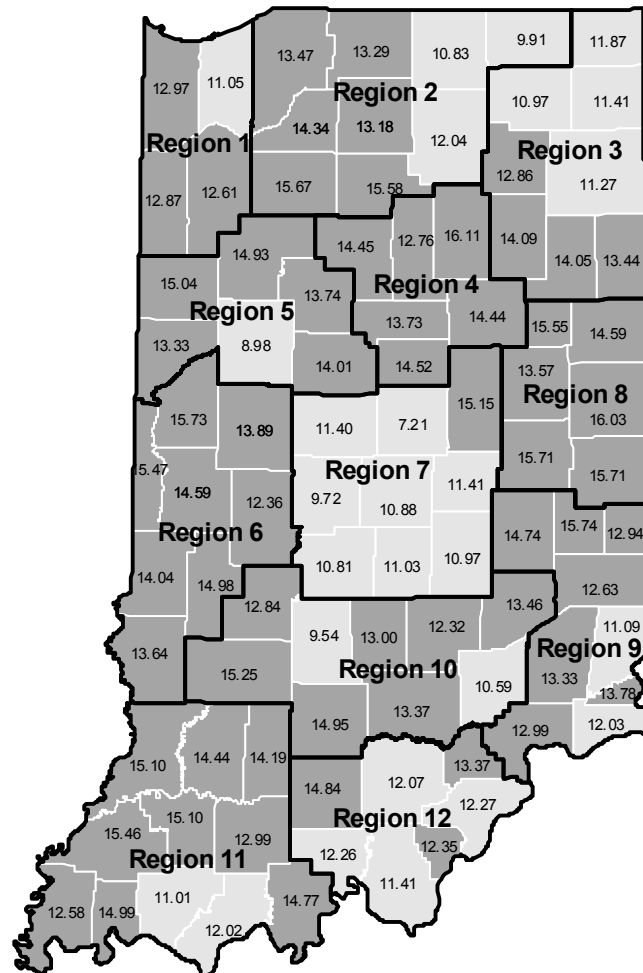 9.91 11.87
13.47 13.29 10.83
12.97 11.05
Region 2
10.97 11.41
14.34 13.18 12.04
Region 1
Region 3
12.86
11.27
12.87 12.61 15.67 15.58
14.93 14.45 12.76 16.11 14.09 14.05 13.44
15.04 13.74
Region 5 Region 4
13.73 14.44 15.55 14.59
13.33 8.98
14.01 14.52 13.57
Region 8
15.73 11.40 7.21 15.15 16.03
13.89
15.47 Region 7
14.59 12.36 9.72 10.88 11.41 15.71 15.71
Region 6
14.74 15.74 12.94
14.04 14.98 10.81 11.03 10.97
12.84 12.63
13.46 11.09
9.54 13.00 12.32
Region 9
13.64 15.25 Region 10 13.33
10.59 13.78
14.95 13.37 12.99 12.03
15.10 14.44 14.19
13.37
14.84 12.07
12.27
15.10 Region 12
15.46 12.99 12.35
Region 11 12.26
11.41
12.58 14.99 11.01 14.77
12.02